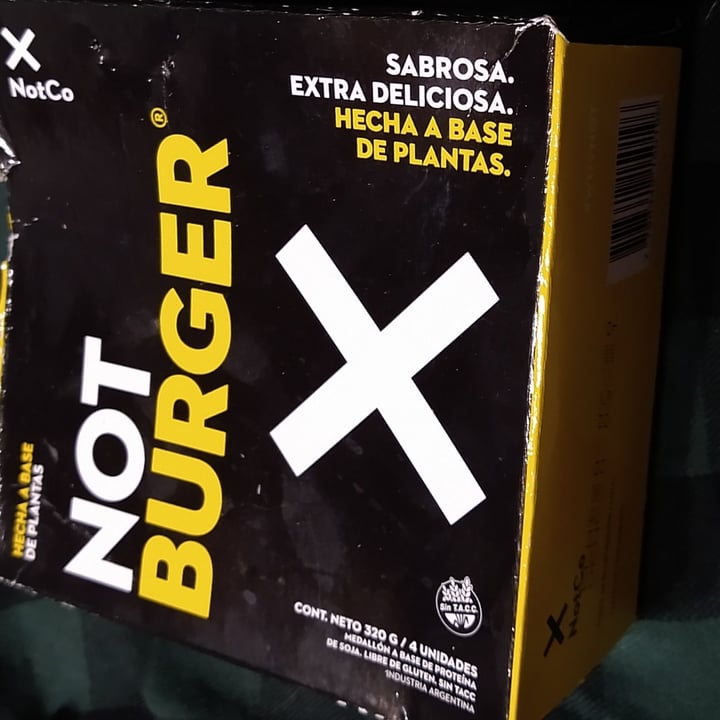 NotCo
SABROSA.
EXTRA DELICIOSA.
HECHA A BASE
DE PLANTAS.
NOT
BURGER®
HECHA A BASE
DE PLANTAS
Sin T.A.C.C.
CONT. NETO 320 G / 4 UNIDADES
MEDALLÓN A BASE DE PROTEÍNA
DE SOJA. LIBRE DE GLUTEN. SIN TACC
INDUSTRIA ARGENTINA
NotCo